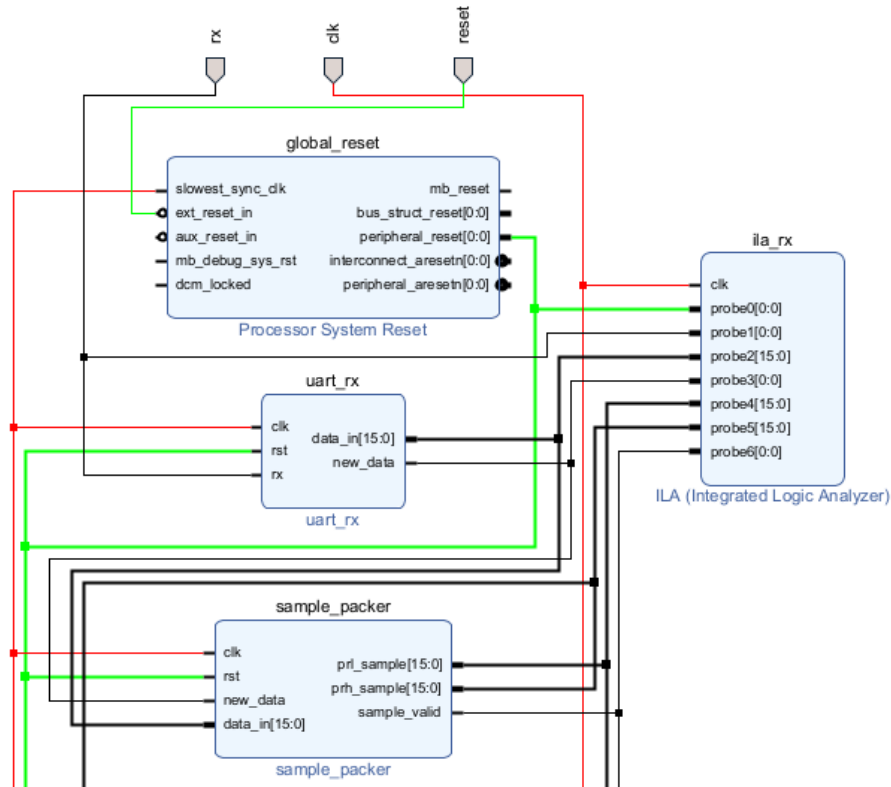 rx
clk
reset
global_reset
slowest_sync_clk
ext_reset_in
aux_reset_in
mb_debug_sys_rst
dcm_locked
mb_reset
bus_struct_reset[0:0]
peripheral_reset[0:0]
interconnect_aresetn[0:0]
peripheral_aresetn[0:0]
Processor System Reset
ila_rx
clk
probe0[0:0]
probe1[0:0]
probe2[15:0]
probe3[0:0]
probe4[15:0]
probe5[15:0]
probe6[0:0]
ILA (Integrated Logic Analyzer)
uart_rx
clk
rst
rx
data_in[15:0]
new_data
uart_rx
sample_packer
clk
rst
new_data
data_in[15:0]
prl_sample[15:0]
prh_sample[15:0]
sample_valid
sample_packer